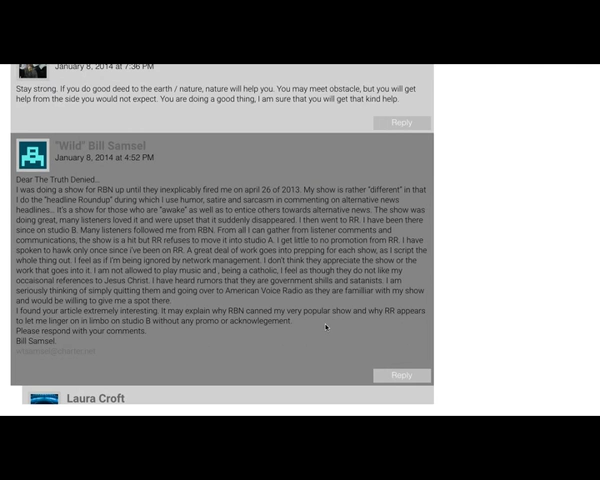 January 8, 2014 at 7:36 PM
Stay strong. If you do good deed to the earth / nature, nature will help you. You may meet obstacle, but you will get
help from the side you would not expect. You are doing a good thing, I am sure that you will get that kind help.
Reply
"Wild" Bill Samsel
January 8, 2014 at 4:52 PM
Dear The Truth Denied...
I was doing a show for RBN up until they inexplicably fired me on april 26 of 2013. My show is rather "different" in that
I do the "headline Roundup" during which I use humor, satire and sarcasm in commenting on alternative news
headlines... It's a show for those who are "awake" as well as to entice others towards alternative news. The show was
doing great, many listeners loved it and were upset that it suddenly disappeared. I then went to RR. I have been there
since on studio B. Many listeners followed me from RBN. From all I can gather from listener comments and
communications, the show is a hit but RR refuses to move it into studio A. I get little to no promotion from RR. I have
spoken to hawk only once since i've been on RR. A great deal of work goes into prepping for each show, as I script the
whole thing out. I feel as if I'm being ignored by network management. I don't think they appreciate the show or the
work that goes into it. I am not allowed to play music and , being a catholic, I feel as though they do not like my
occaisonal references to Jesus Christ. I have heard rumors that they are government shills and satanists. I am
seriously thinking of simply quitting them and going over to American Voice Radio as they are famIliar with my show
and would be willing to give me a spot there.
I found your article extremely interesting. It may explain why RBN canned my very popular show and why RR appears
to let me linger on in limbo on studio B without any promo or acknowlegement.
Please respond with your comments.
Bill Samsel.
Reply
Laura Croft